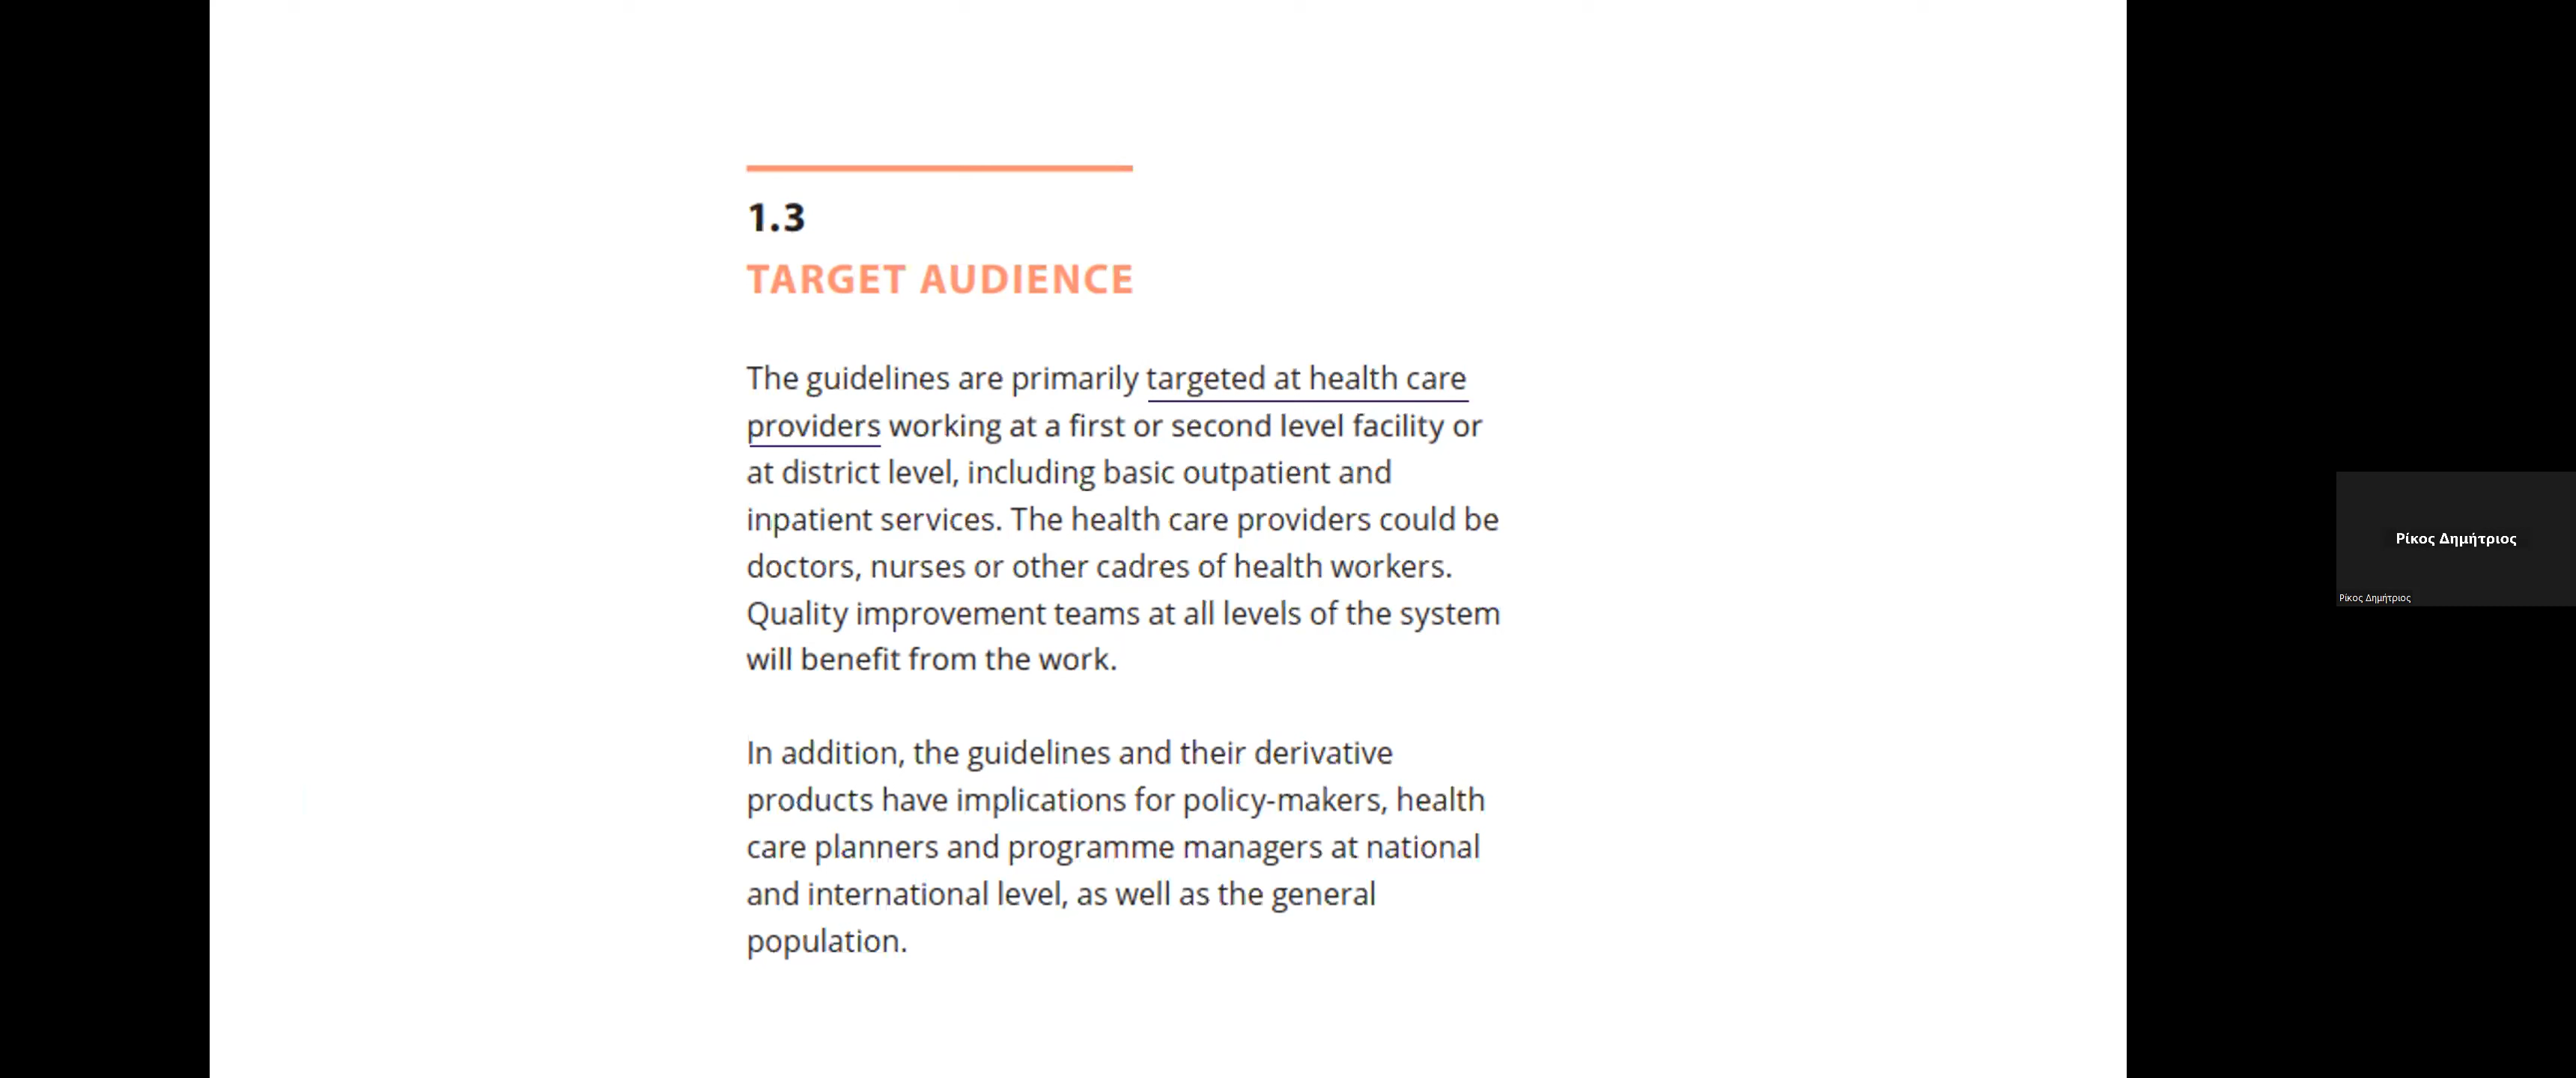 1.3
TARGET AUDIENCE
The guidelines are primarily targeted at health care
providers working at a first or second level facility or
at district level, including basic outpatient and
inpatient services. The health care providers could be
doctors, nurses or other cadres of health workers.
Quality improvement teams at all levels of the system
will benefit from the work.
In addition, the guidelines and their derivative
products have implications for policy-makers, health
care planners and programme managers at national
and international level, as well as the general
population.
Ρίκος Δημήτριος
Ρίκος Δημήτριος